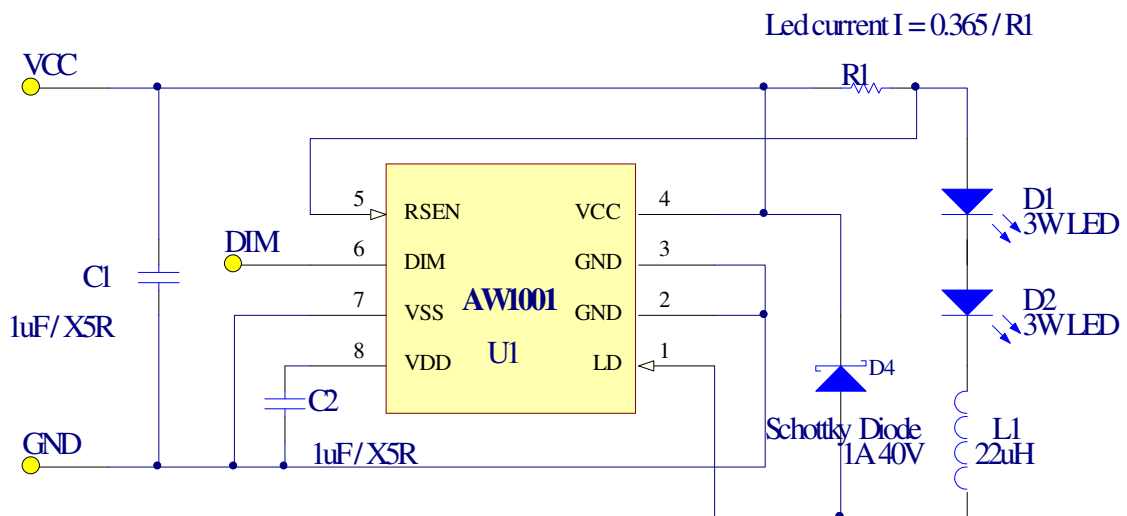 Led current I = 0.365 / R1
VCC
R1
5 RSEN VCC 4
D1
3W LED
DIM
6 DIM GND 3
C1
AW1001
7 VSS GND 2
D2
3W LED
1uF/ X5R
U1
8 VDD LD 1
D4
C2
GND
1uF/ X5R
Schottky Diode
1A 40V
L1
22uH